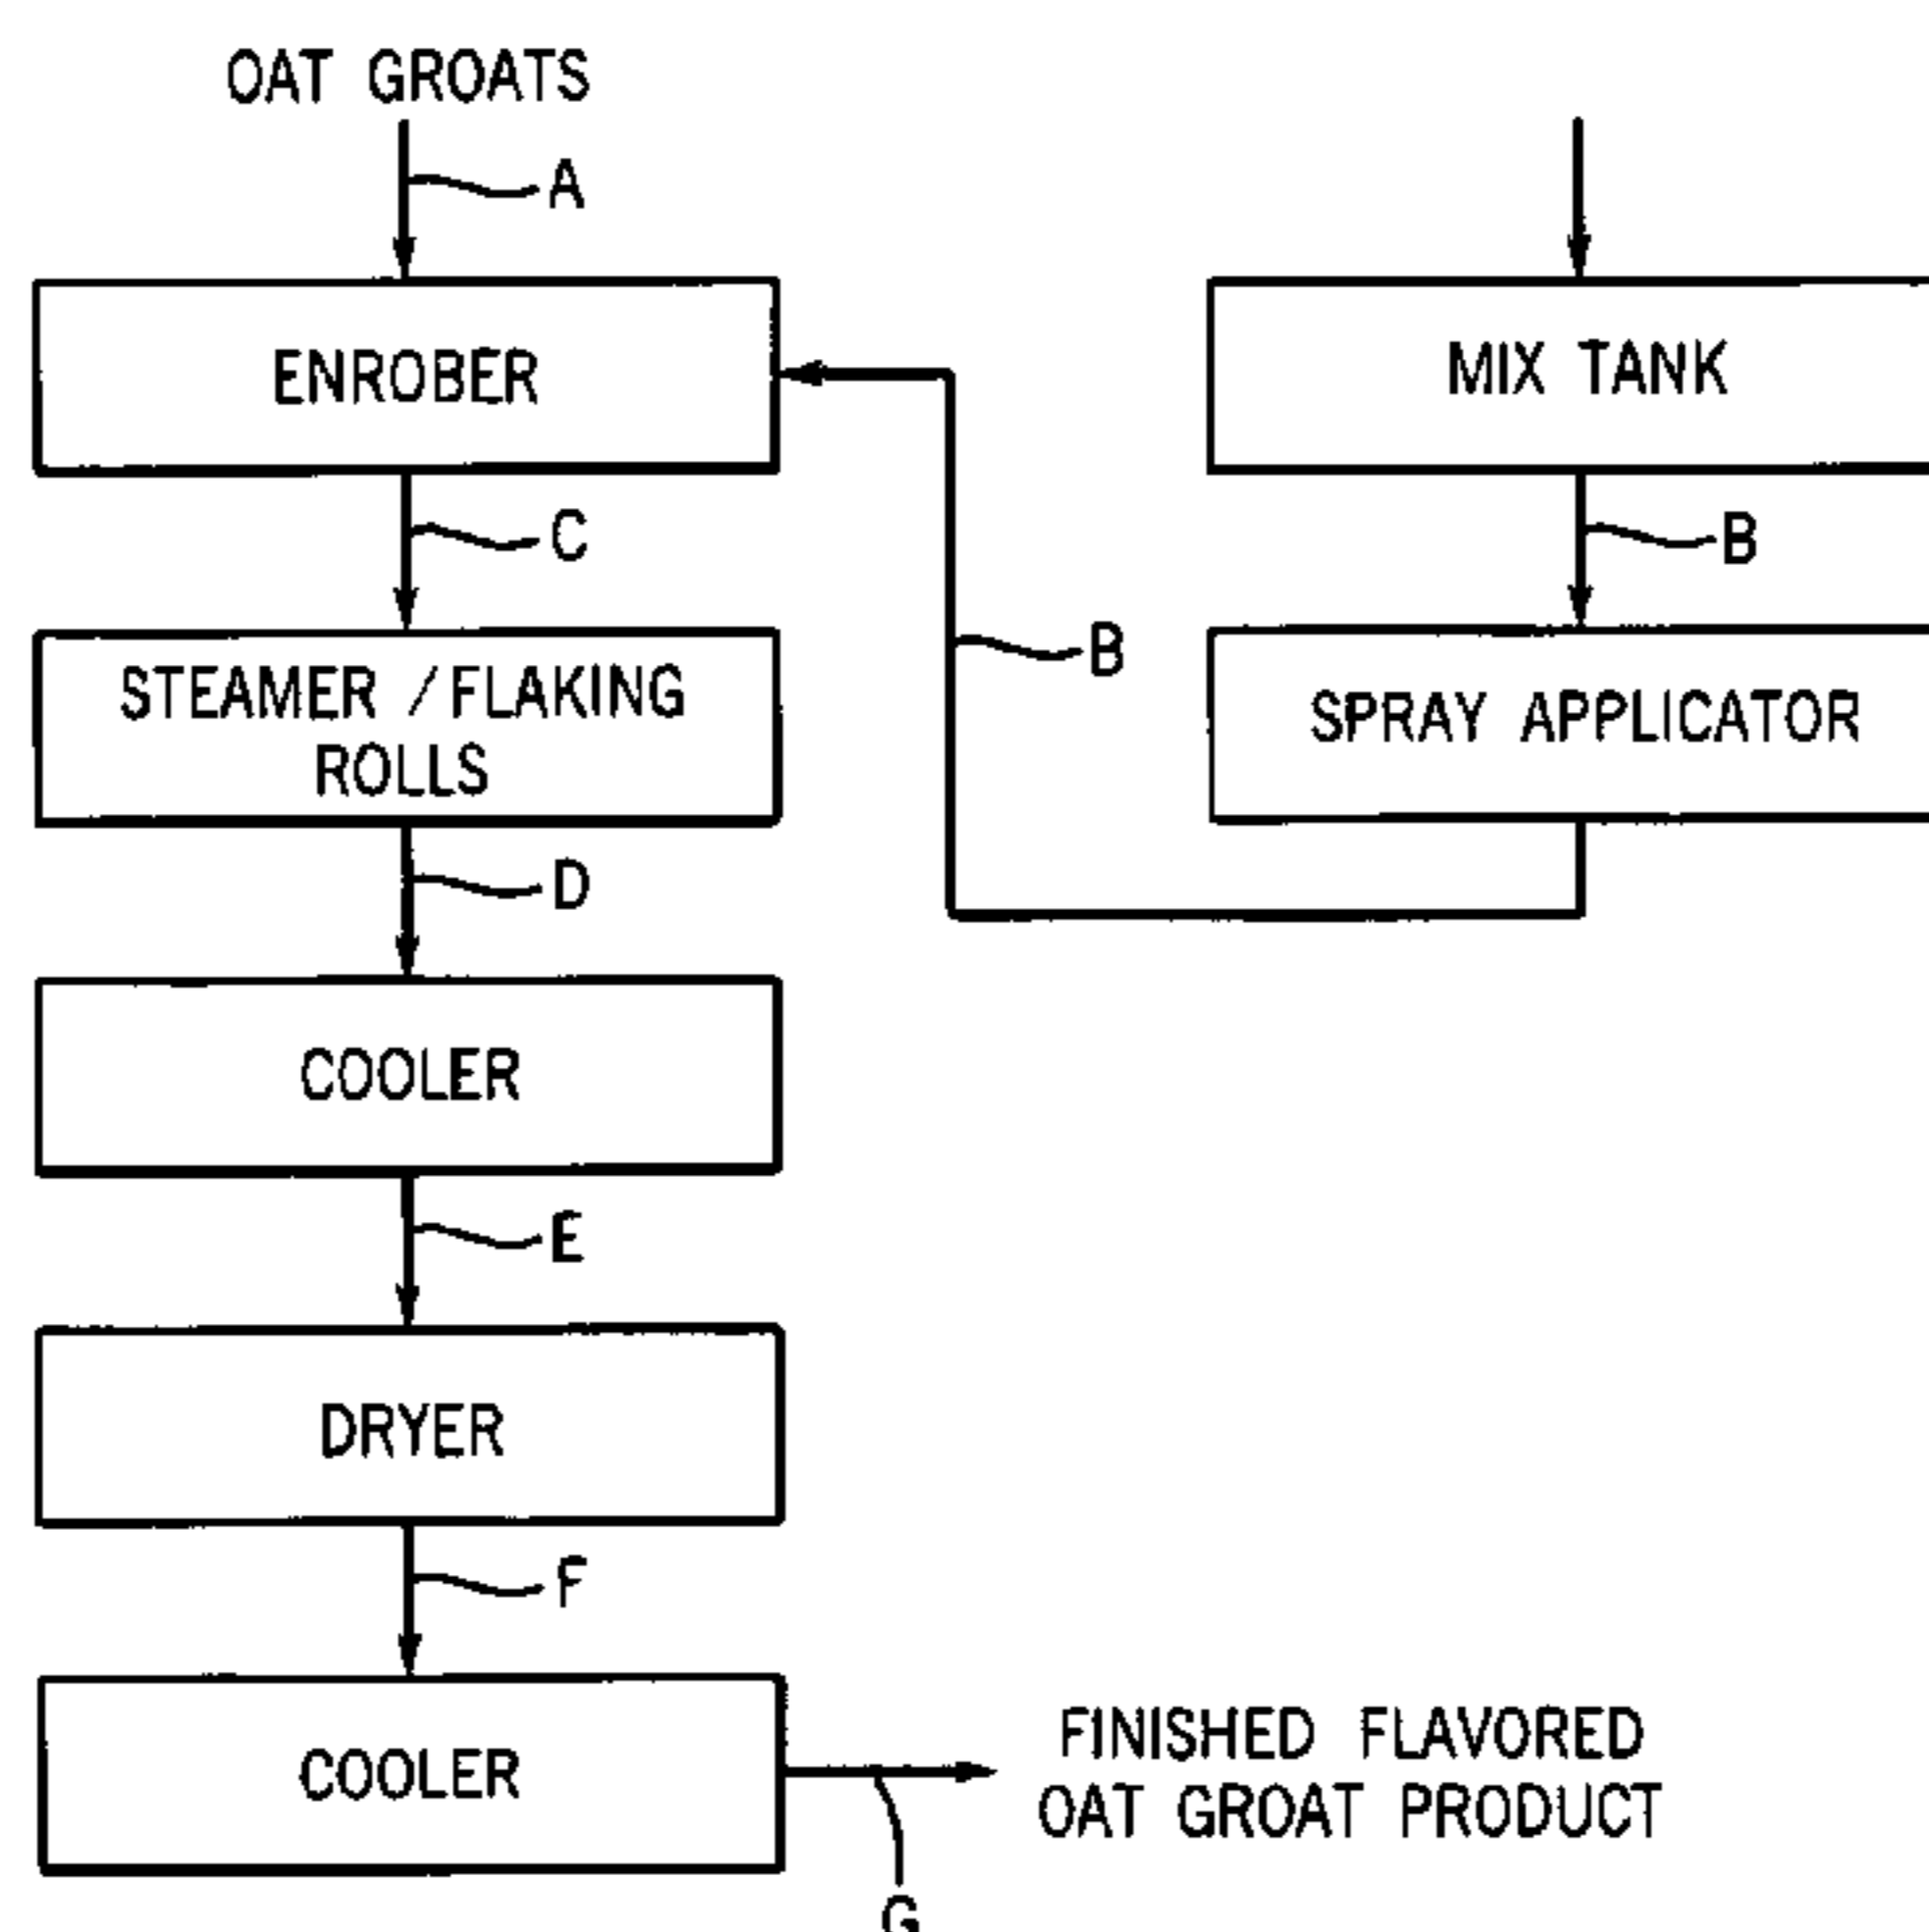 OAT GROATS
A
ENROBER
MIX TANK
C
B
B
STEAMER / FLAKING
ROLLS
SPRAY APPLICATOR
D
COOLER
E
DRYER
F
COOLER
FINISHED FLAVORED
OAT GROAT PRODUCT
G